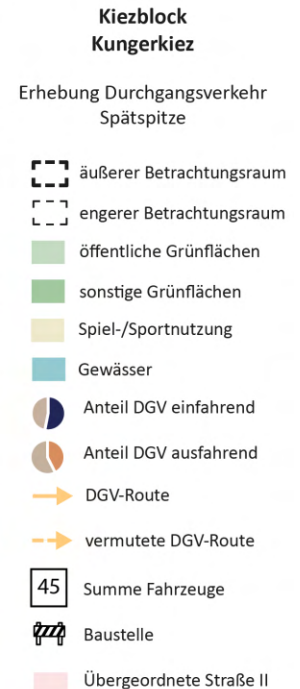 Kiezblock
Kungerkiez
Erhebung Durchgangsverkehr
Spätspitze
äußerer Betrachtungsraum
engerer Betrachtungsraum
öffentliche Grünflächen
sonstige Grünflächen
Spiel-/Sportnutzung
Gewässer
Anteil DGV einfahrend
Anteil DGV ausfahrend
DGV-Route
vermutete DGV-Route
45 Summe Fahrzeuge
Baustelle
Übergeordnete Straße II